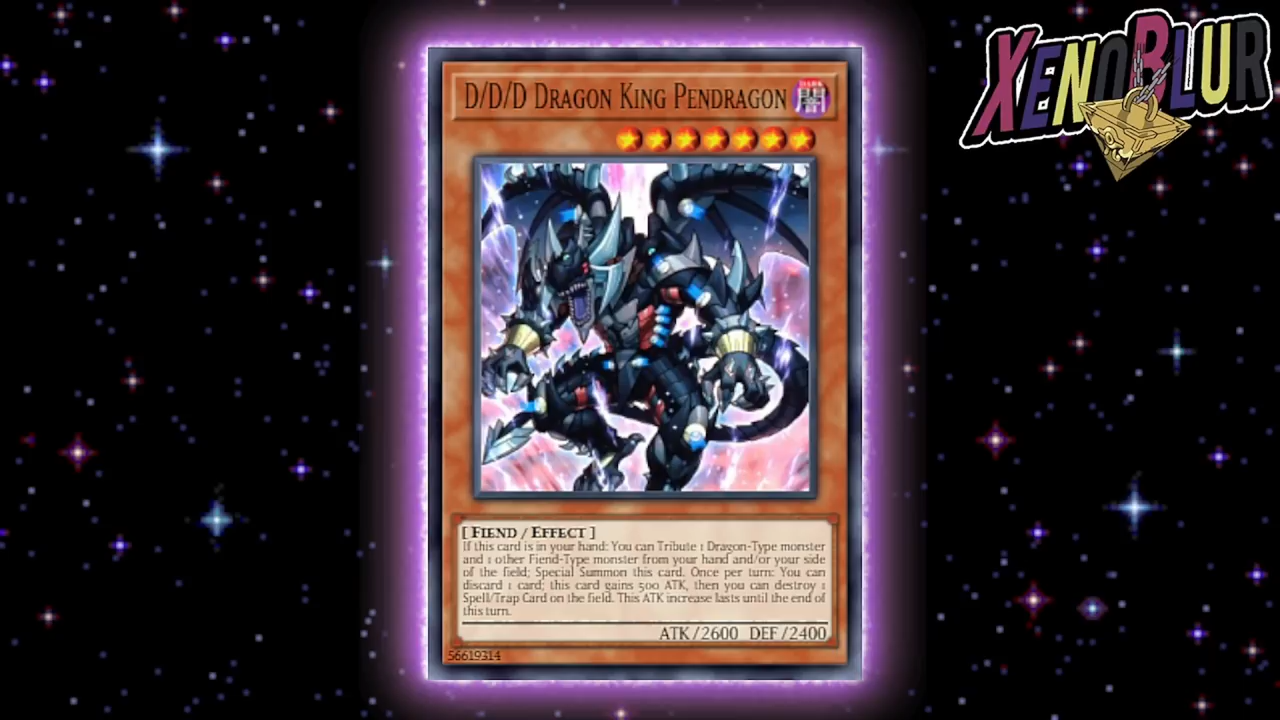 XENOBLUR
D/D/D DRAGON KING PENDRAGON
DARK
闇
[ FIEND / EFFECT ]
If this card is in your hand: You can Tribute 1 Dragon-Type monster
and 1 other Fiend-Type monster from your hand and/or your side
of the field; Special Summon this card. Once per turn: You can
discard 1 card; this card gains 500 ATK, then you can destroy 1
Spell/Trap Card on the field. This ATK increase lasts until the end of
this turn.
ATK/2600 DEF/2400
56619314